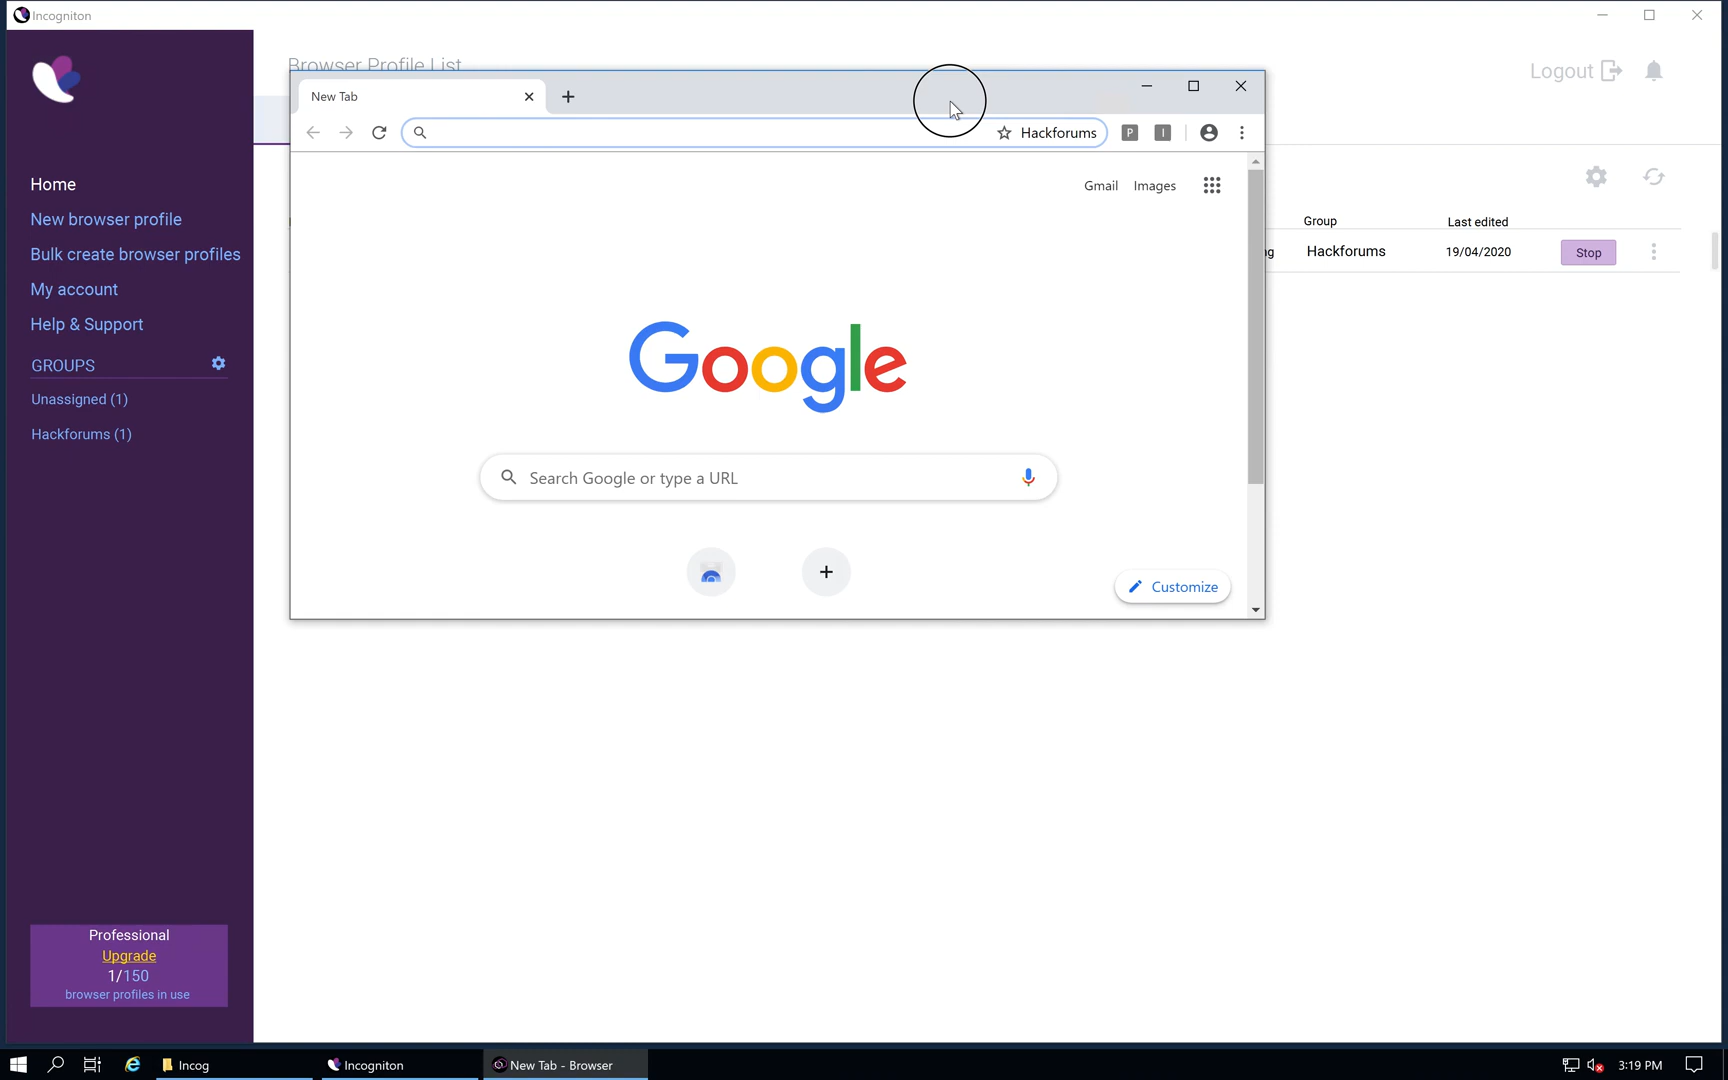 Incogniton
Browser Profile List
Logout
New Tab
Hackforums
P
I
Home
New browser profile
Bulk create browser profiles
My account
Help & Support
GROUPS
Unassigned (1)
Hackforums (1)
Gmail
Images
Google
Search Google or type a URL
Customize
Group
Last edited
ng
Hackforums
19/04/2020
Stop
Professional
Upgrade
1/150
browser profiles in use
Incog
Incogniton
New Tab - Browser
3:19 PM